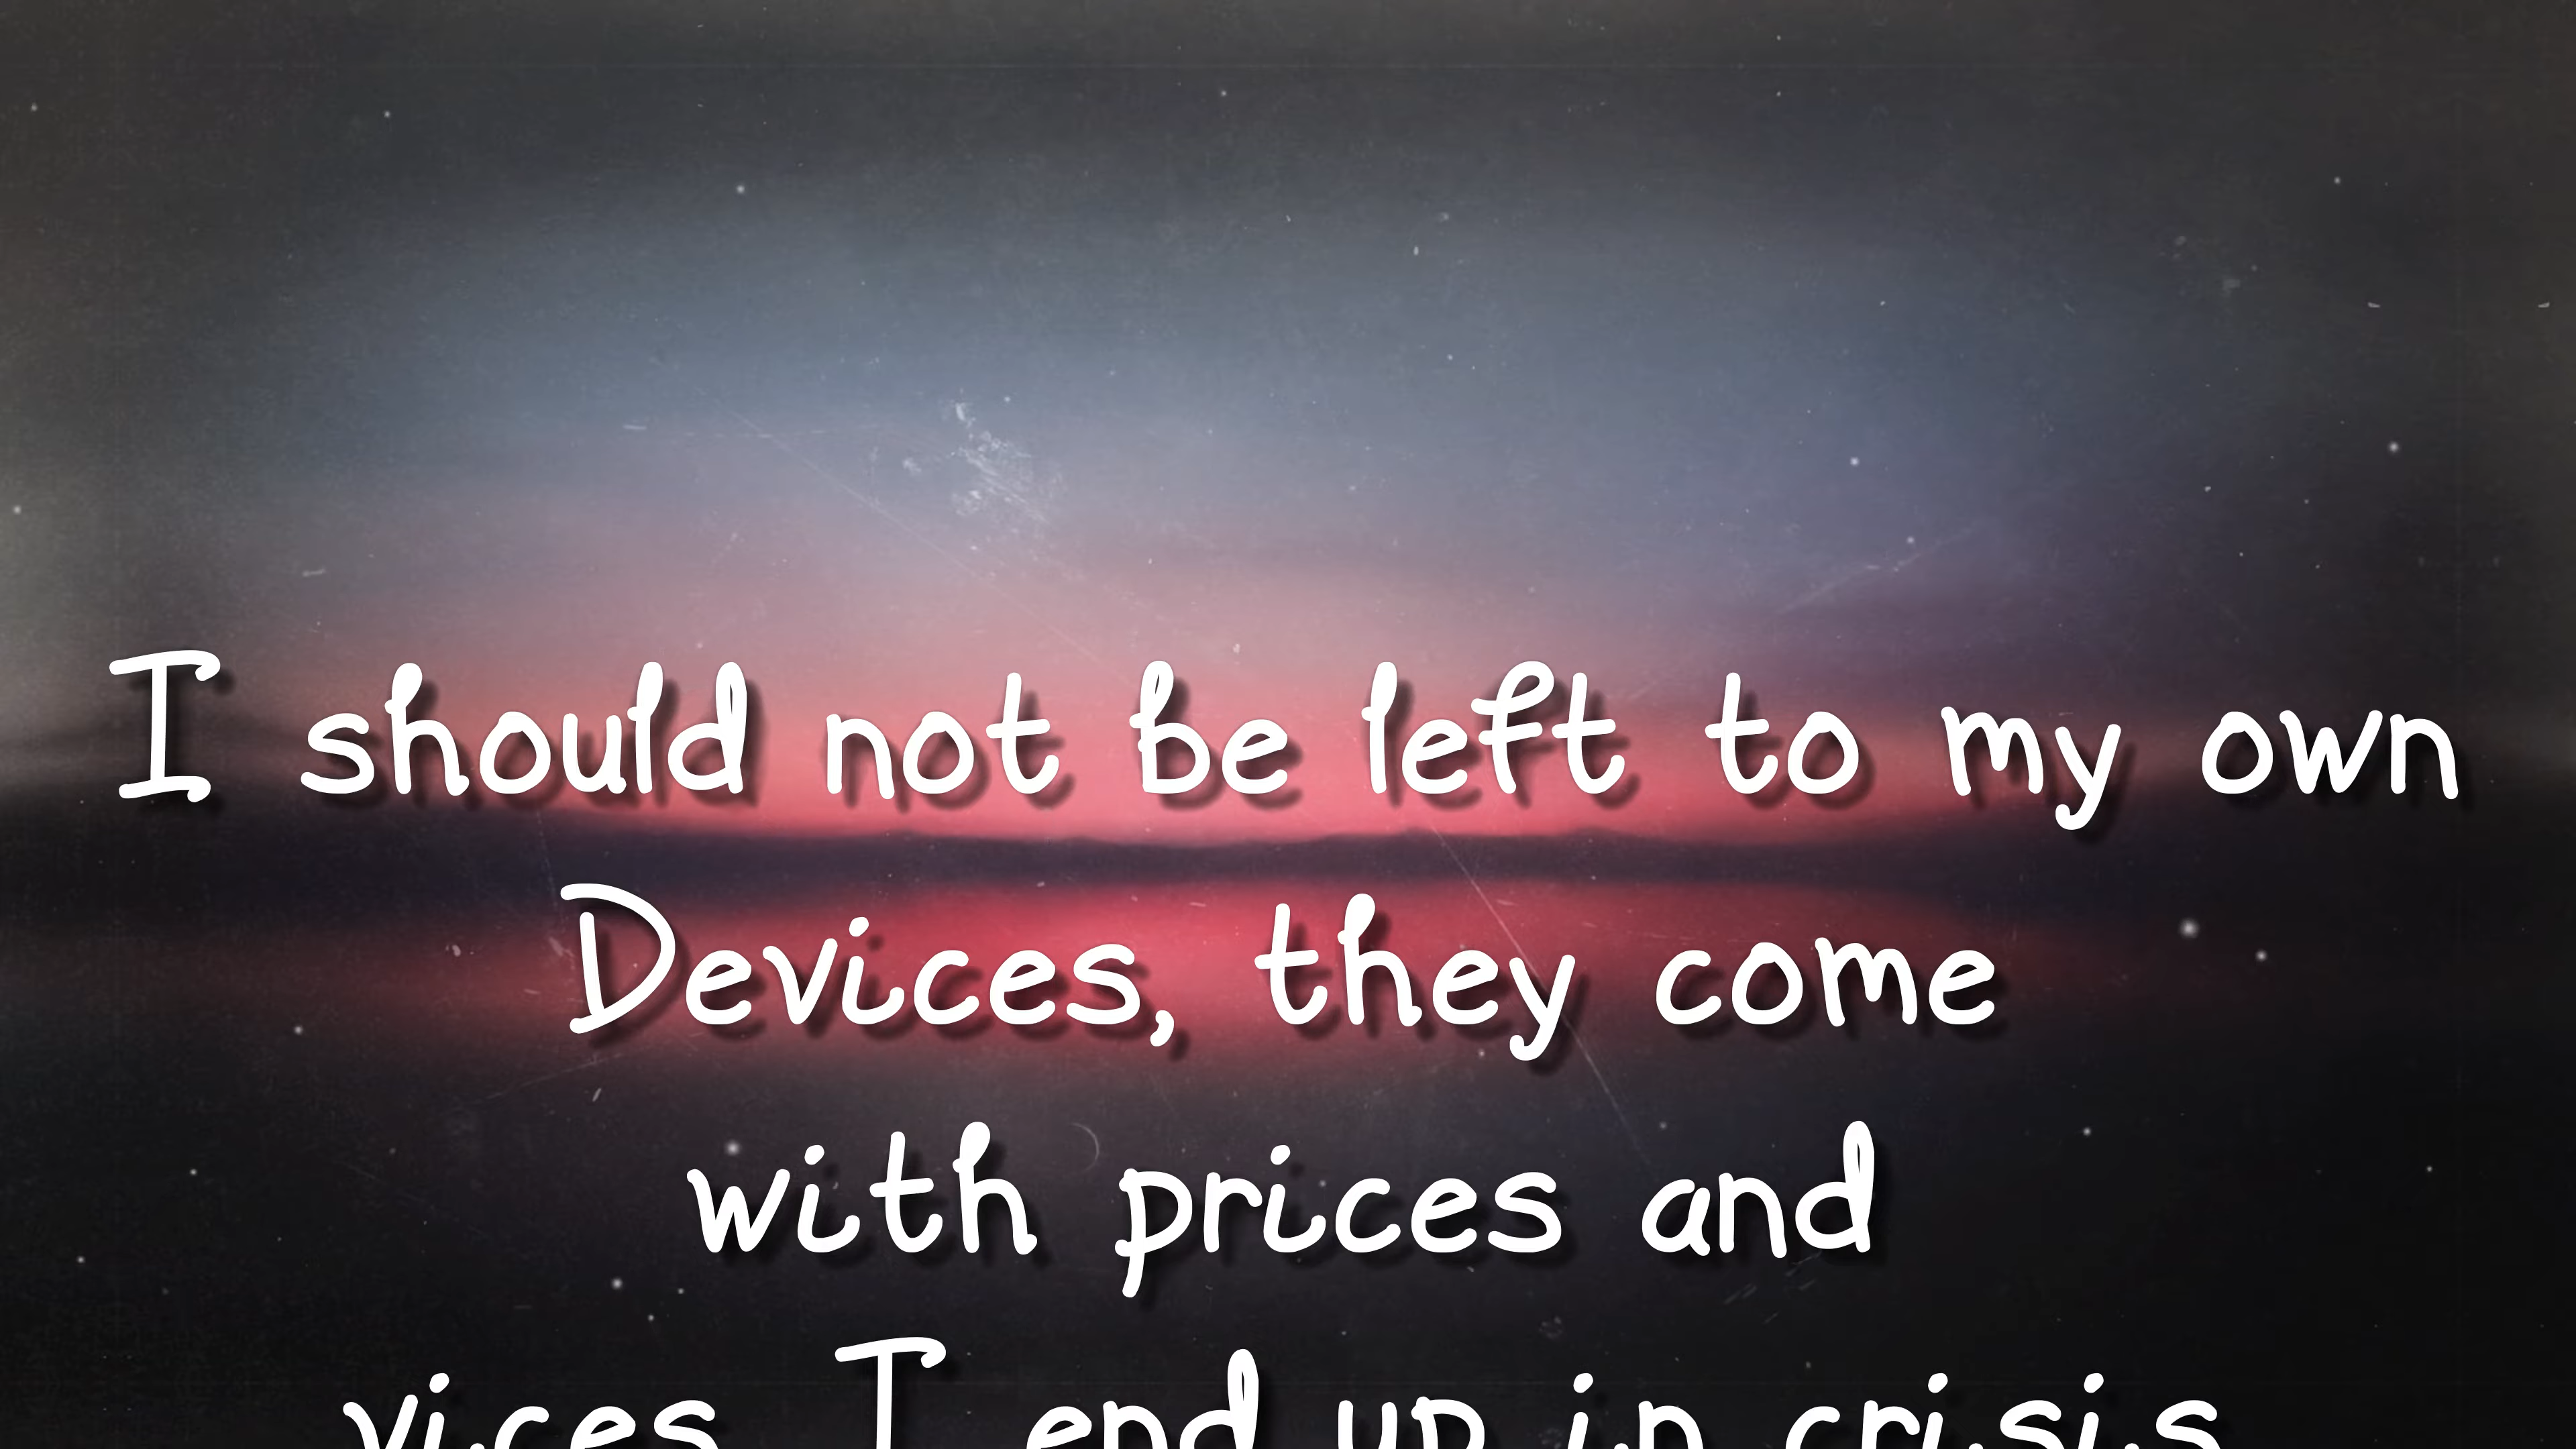 I should not be left to my own
Devices, they come
with prices and
vices I end up in crisis